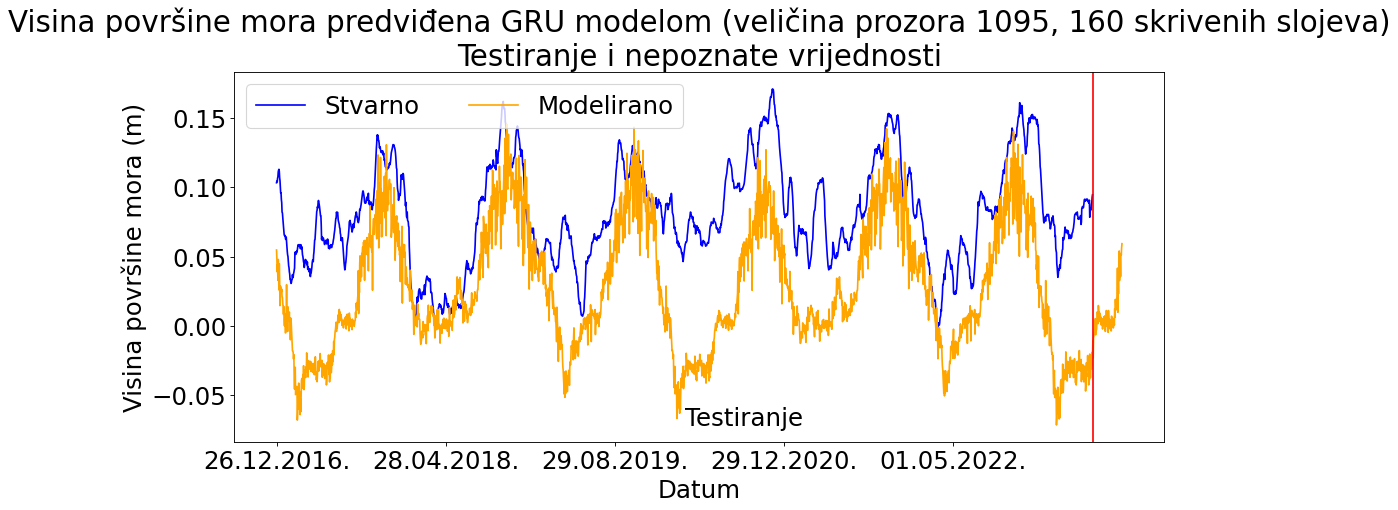 Visina površine mora predviđena GRU modelom (veličina prozora 1095, 160 skrivenih slojeva)
Testiranje i nepoznate vrijednosti
Stvarno
Modelirano
Visina površine mora (m)
0.15
0.10
0.05
0.00
−0.05
Testiranje
26.12.2016.
28.04.2018.
29.08.2019.
29.12.2020.
01.05.2022.
Datum